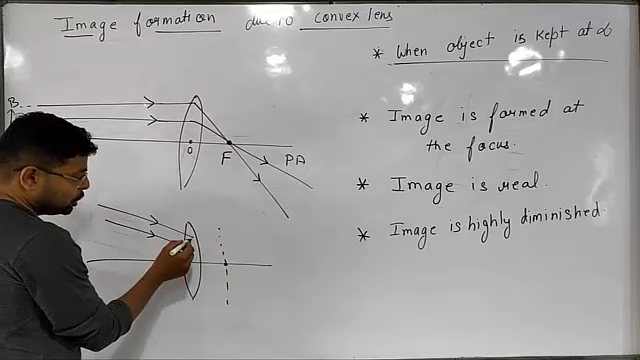 Image formation due to convex lens
* When object is kept at ∝
* Image is formed at
the focus.
* Image is real.
* Image is highly diminished.
B
O
F
PA